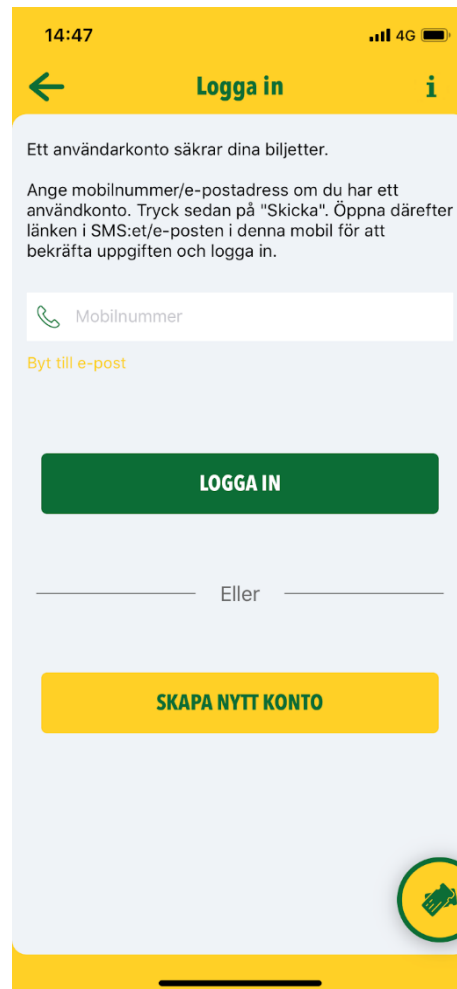 14:47
4G
Logga in
i
Ett användarkonto säkrar dina biljetter.
Ange mobilnummer/e-postadress om du har ett
användkonto. Tryck sedan på "Skicka". Öppna därefter
länken i SMS:et/e-posten i denna mobil för att
bekräfta uppgiften och logga in.
Mobilnummer
Byt till e-post
LOGGA IN
Eller
SKAPA NYTT KONTO